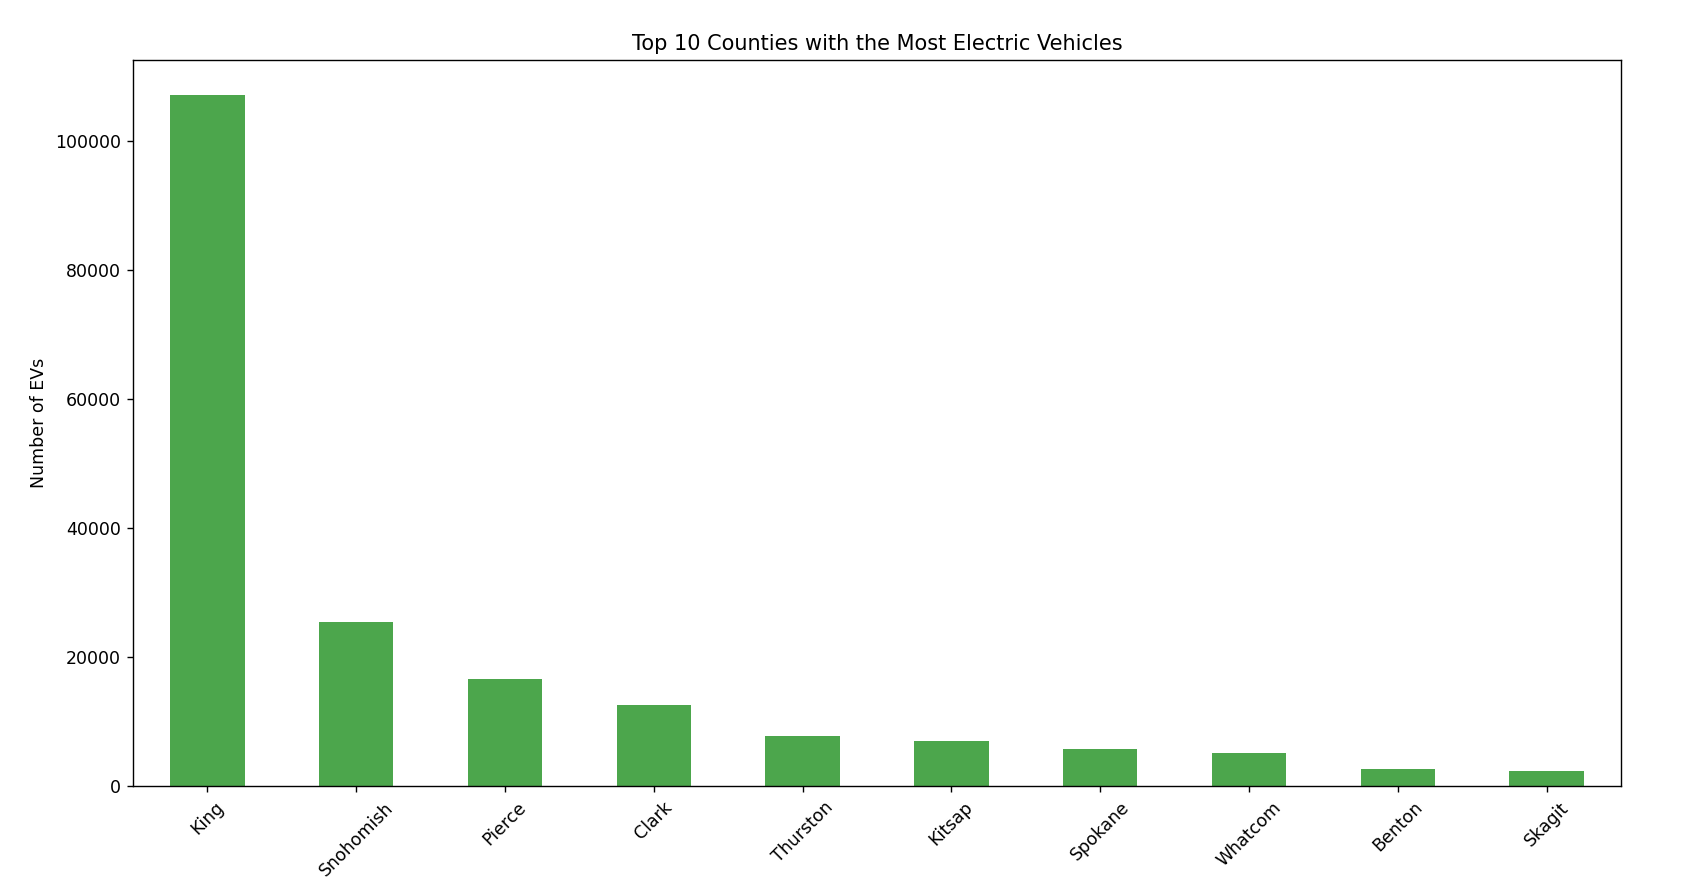 Top 10 Counties with the Most Electric Vehicles
Number of EVs
100000
80000
60000
40000
20000
0
King
Snohomish
Pierce
Clark
Thurston
Kitsap
Spokane
Whatcom
Benton
Skagit